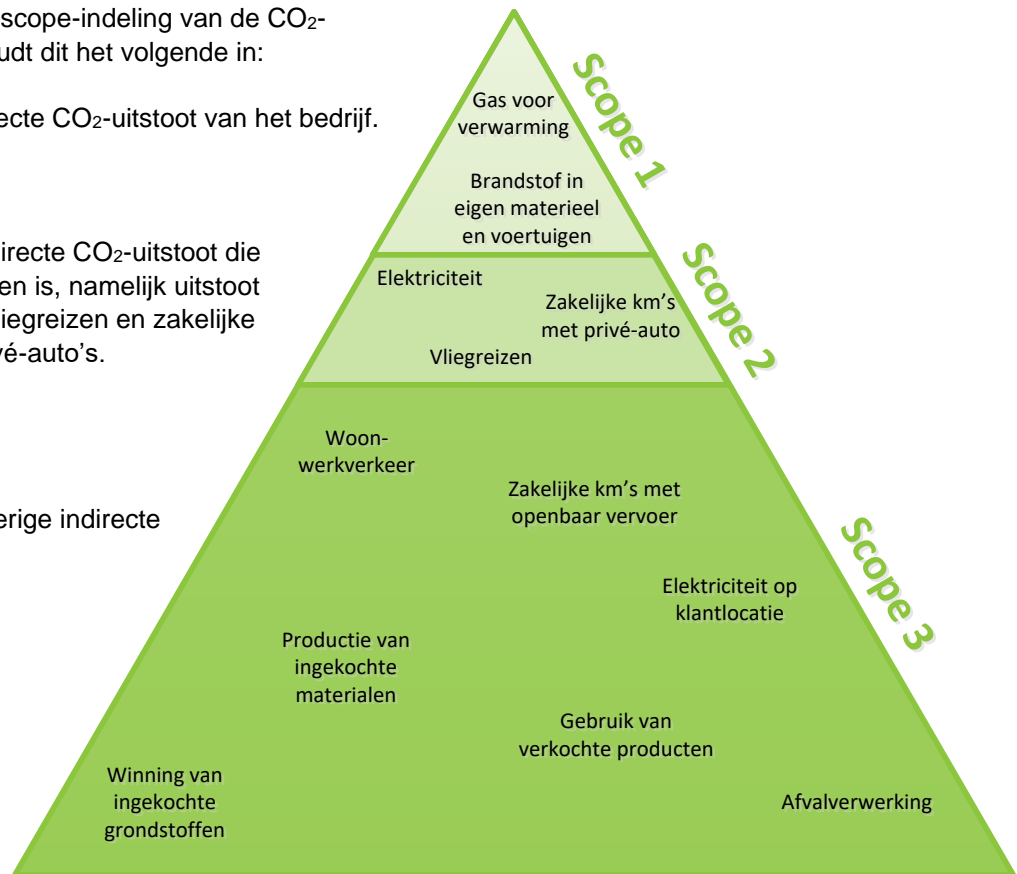 scope-indeling van de CO₂-
udt dit het volgende in:
ecte CO₂-uitstoot van het bedrijf.
irecte CO₂-uitstoot die
en is, namelijk uitstoot
liegreizen en zakelijke
vé-auto's.
erige indirecte
Scope 1
Gas voor
verwarming
Brandstof in
eigen materieel
en voertuigen
Scope 2
Elektriciteit
Zakelijke km's
met privé-auto
Vliegreizen
Scope 3
Woon-
werkverkeer
Zakelijke km's met
openbaar vervoer
Elektriciteit op
klantlocatie
Productie van
ingekochte
materialen
Gebruik van
verkochte producten
Winning van
ingekochte
grondstoffen
Afvalverwerking